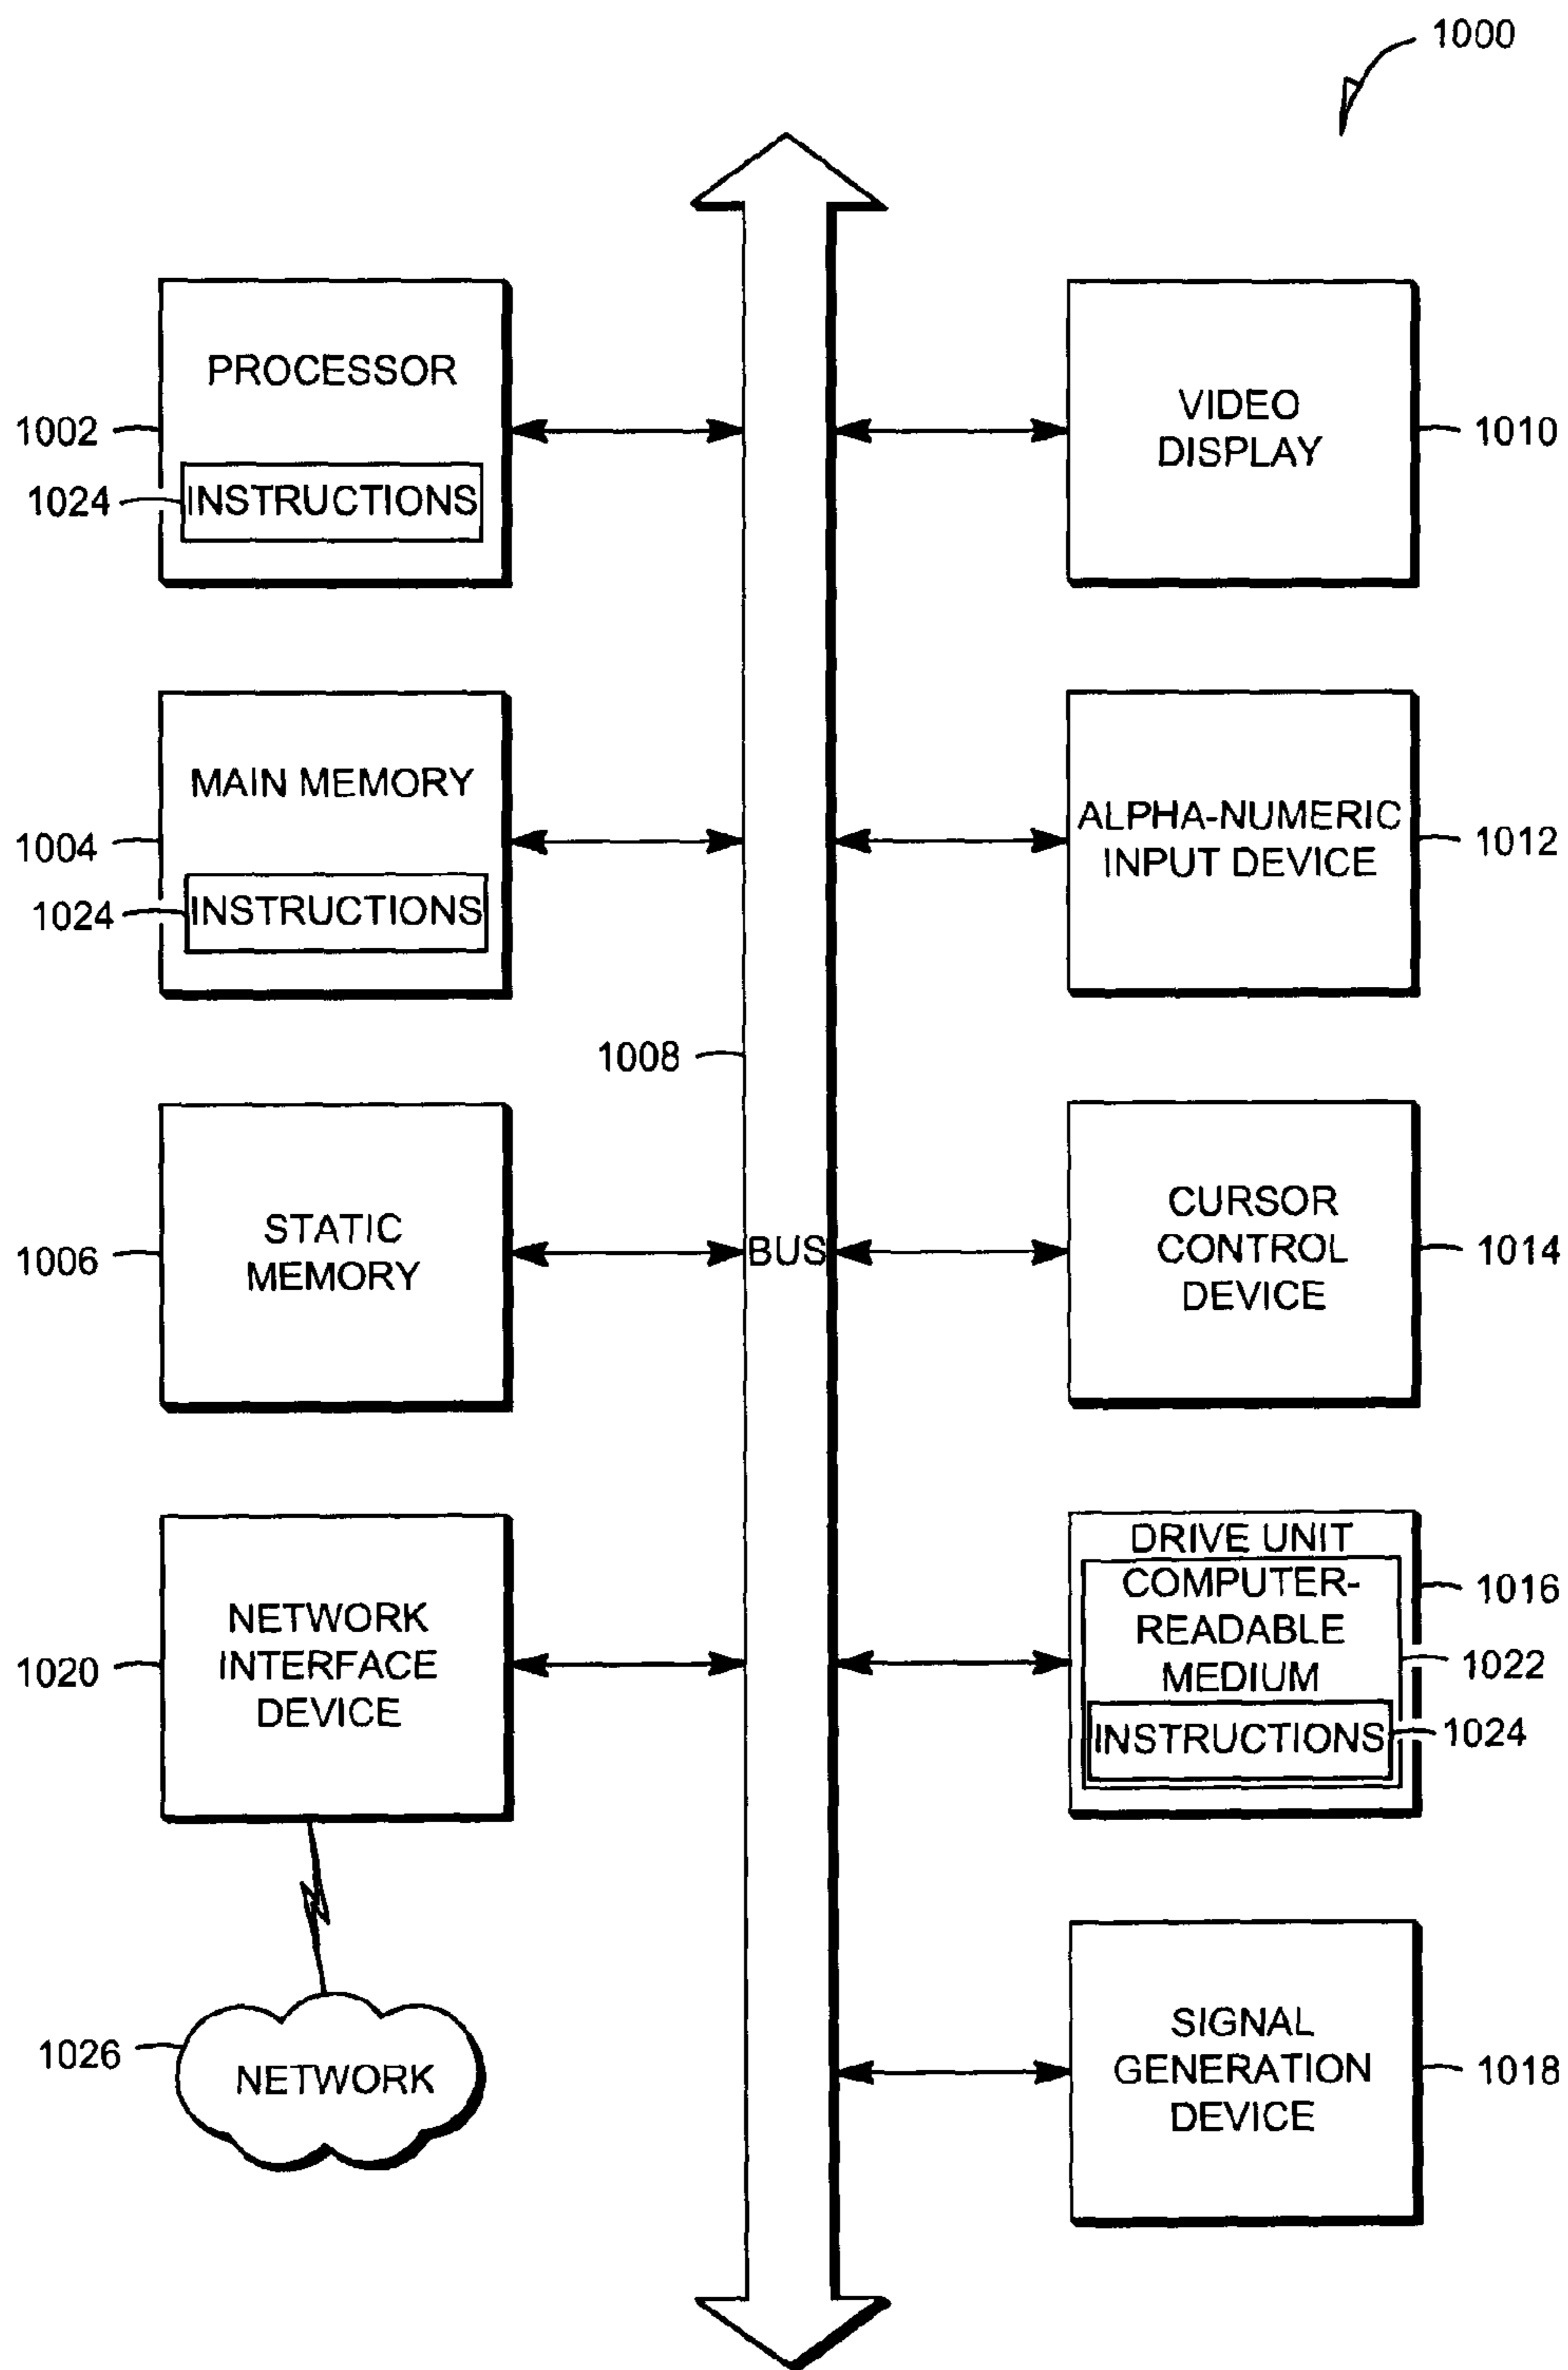 1000
PROCESSOR
1002
1024
INSTRUCTIONS
VIDEO
DISPLAY
1010
MAIN MEMORY
1004
1024
INSTRUCTIONS
ALPHA-NUMERIC
INPUT DEVICE
1012
1008
STATIC
MEMORY
1006
BUS
CURSOR
CONTROL
DEVICE
1014
NETWORK
INTERFACE
DEVICE
1020
DRIVE UNIT
COMPUTER-
READABLE
MEDIUM
1016
1022
INSTRUCTIONS
1024
1026
NETWORK
SIGNAL
GENERATION
DEVICE
1018